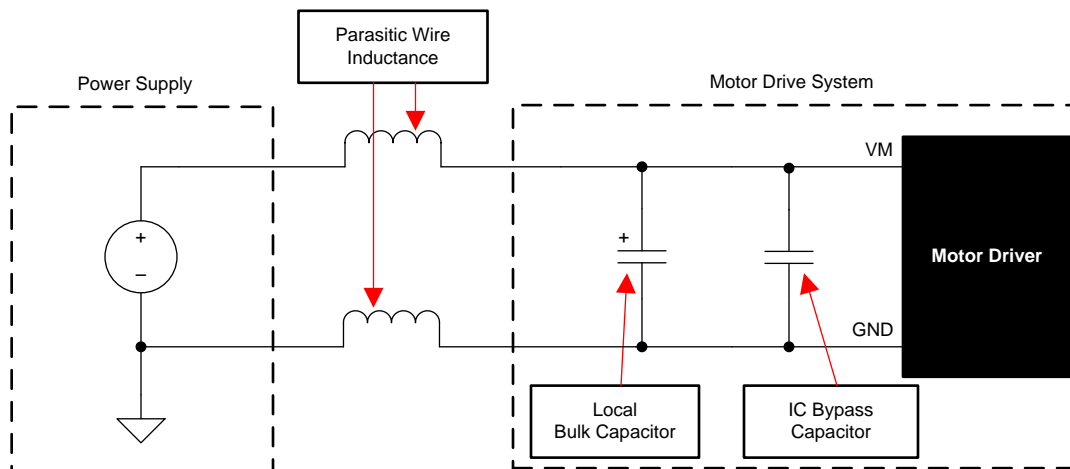 Parasitic Wire
Inductance
Power Supply
Motor Drive System
VM
+
+
−
Motor Driver
GND
Local
Bulk Capacitor
IC Bypass
Capacitor